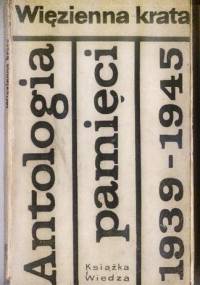 Więzienna krata
Antologia
pamięci
1939-1945
Książka
i Wiedza